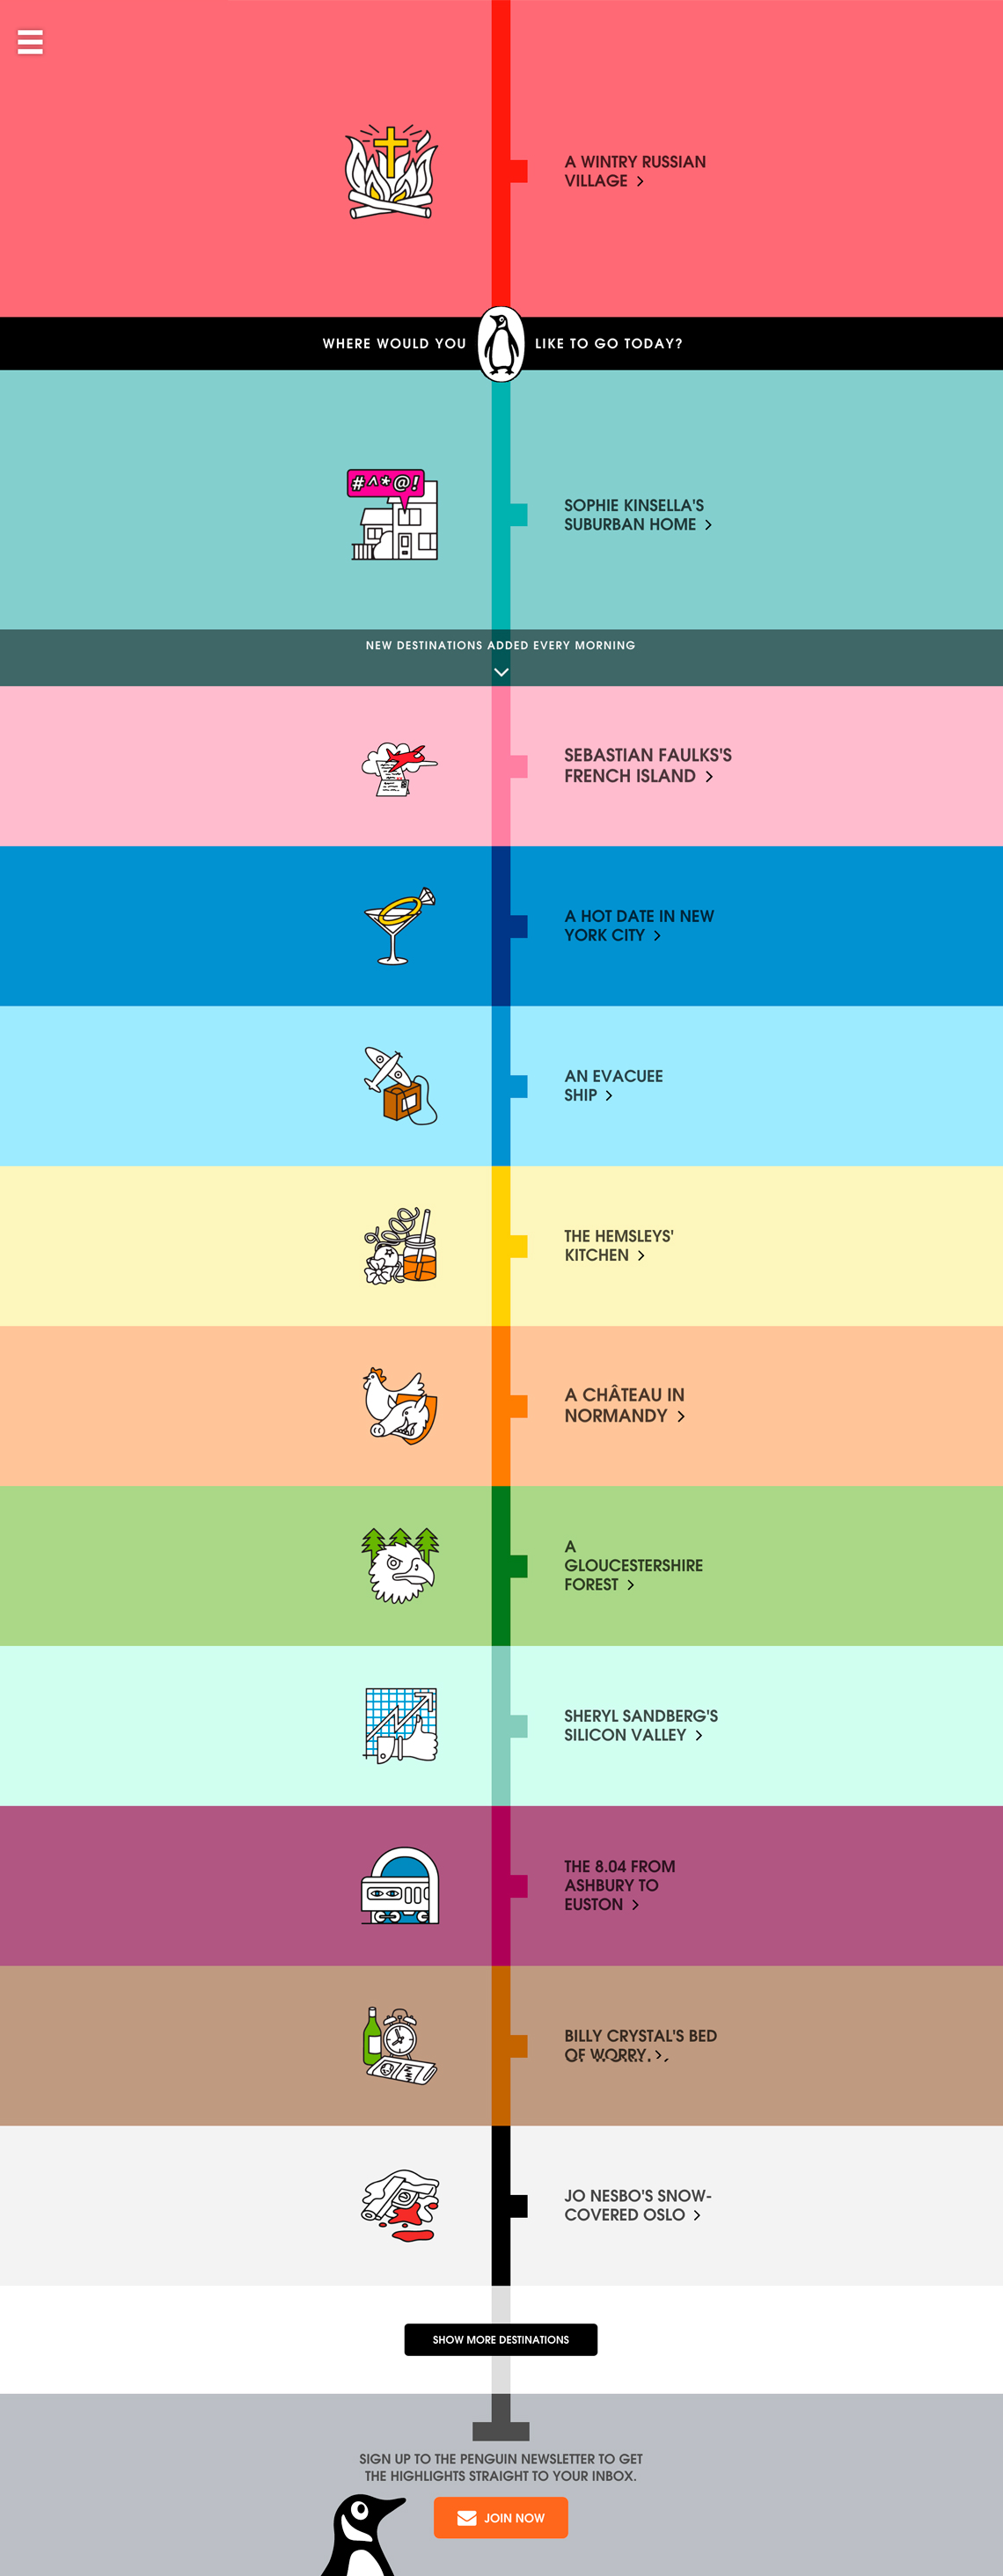 A WINTRY RUSSIAN
VILLAGE >
WHERE WOULD YOU LIKE TO GO TODAY?
#^*@!
SOPHIE KINSELLA'S
SUBURBAN HOME >
NEW DESTINATIONS ADDED EVERY MORNING
SEBASTIAN FAULKS'S
FRENCH ISLAND >
A HOT DATE IN NEW
YORK CITY >
AN EVACUEE
SHIP >
THE HEMSLEYS'
KITCHEN >
A CHÂTEAU IN
NORMANDY >
A
GLOUCESTERSHIRE
FOREST >
SHERYL SANDBERG'S
SILICON VALLEY >
THE 8.04 FROM
ASHBURY TO
EUSTON >
BILLY CRYSTAL'S BED
OF WORRY >
JO NESBO'S SNOW-
COVERED OSLO >
SHOW MORE DESTINATIONS
SIGN UP TO THE PENGUIN NEWSLETTER TO GET
THE HIGHLIGHTS STRAIGHT TO YOUR INBOX.
JOIN NOW